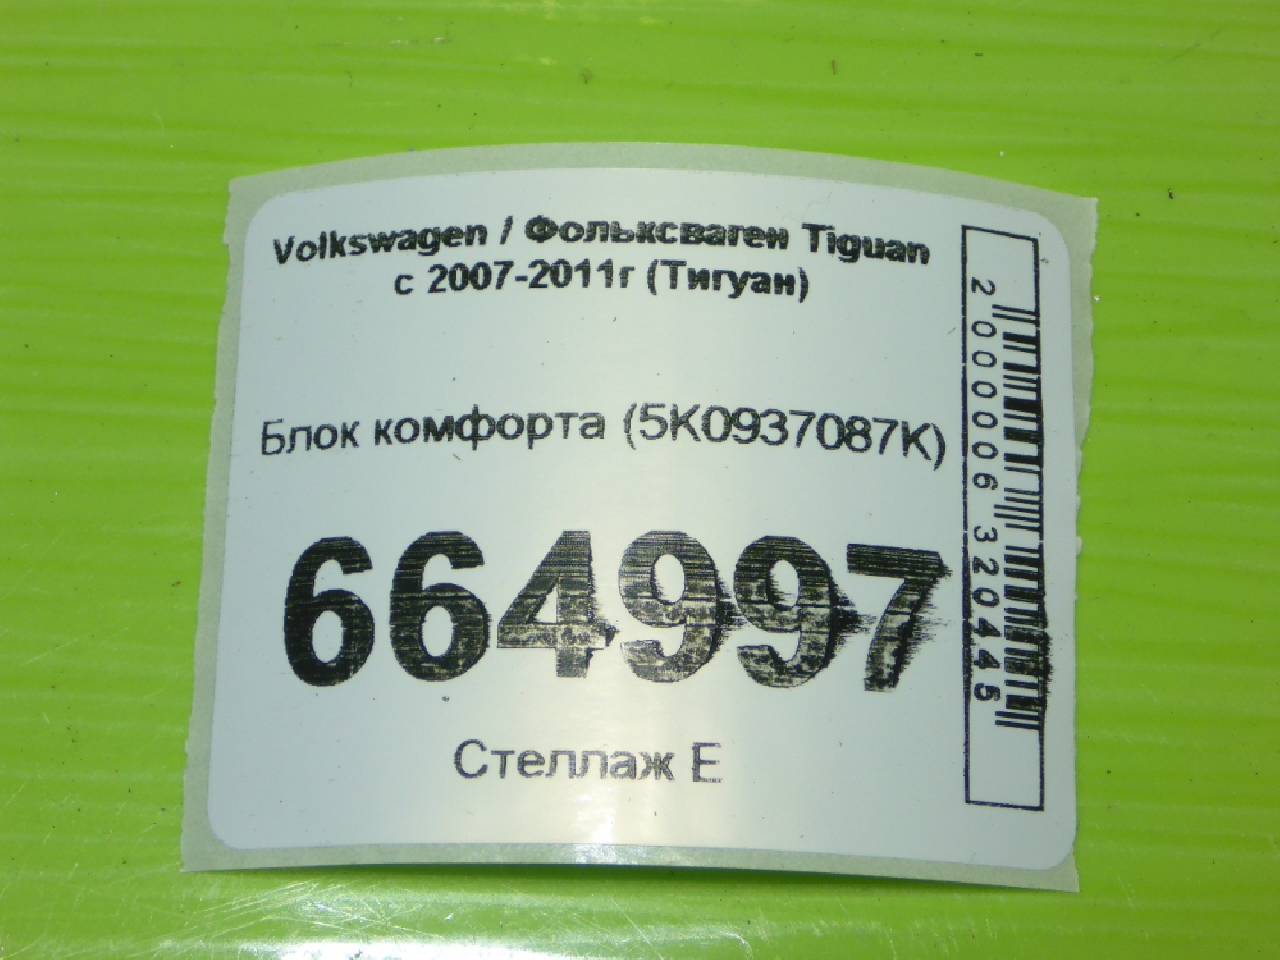 Volkswagen / Фольксваген Tiguan
с 2007-2011г (Тигуан)
Блок комфорта (5K0937087K)
664997
Стеллаж Е
2000006320445